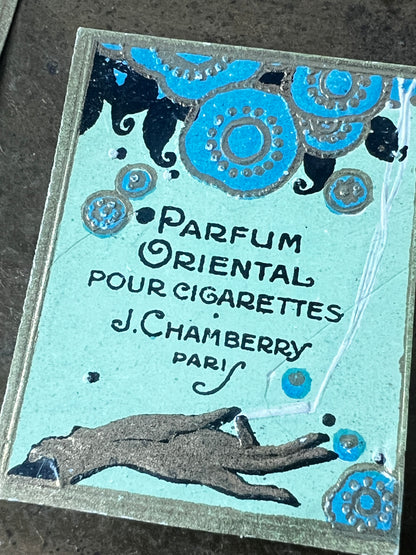 PARFUM
ORIENTAL
POUR CIGARETTES
J. CHAMBERRY
PARIS